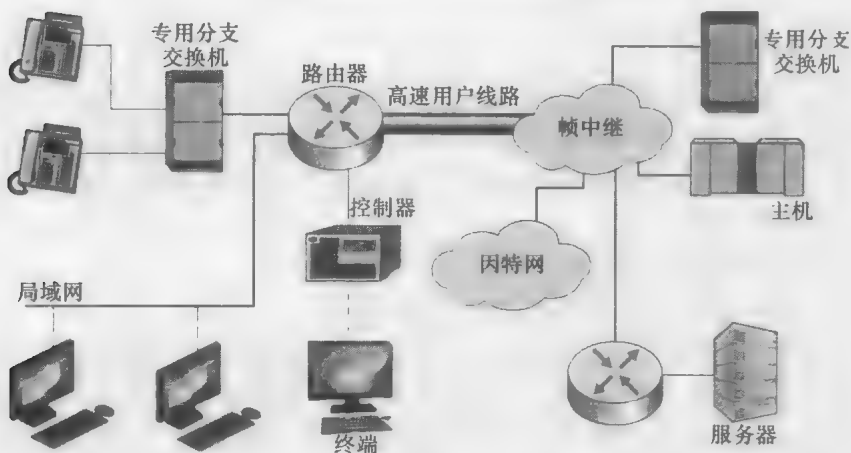 专用分支
交换机
路由器
高速用户线路
专用分支
交换机
帧中继
主机
控制器
因特网
局域网
终端
服务器